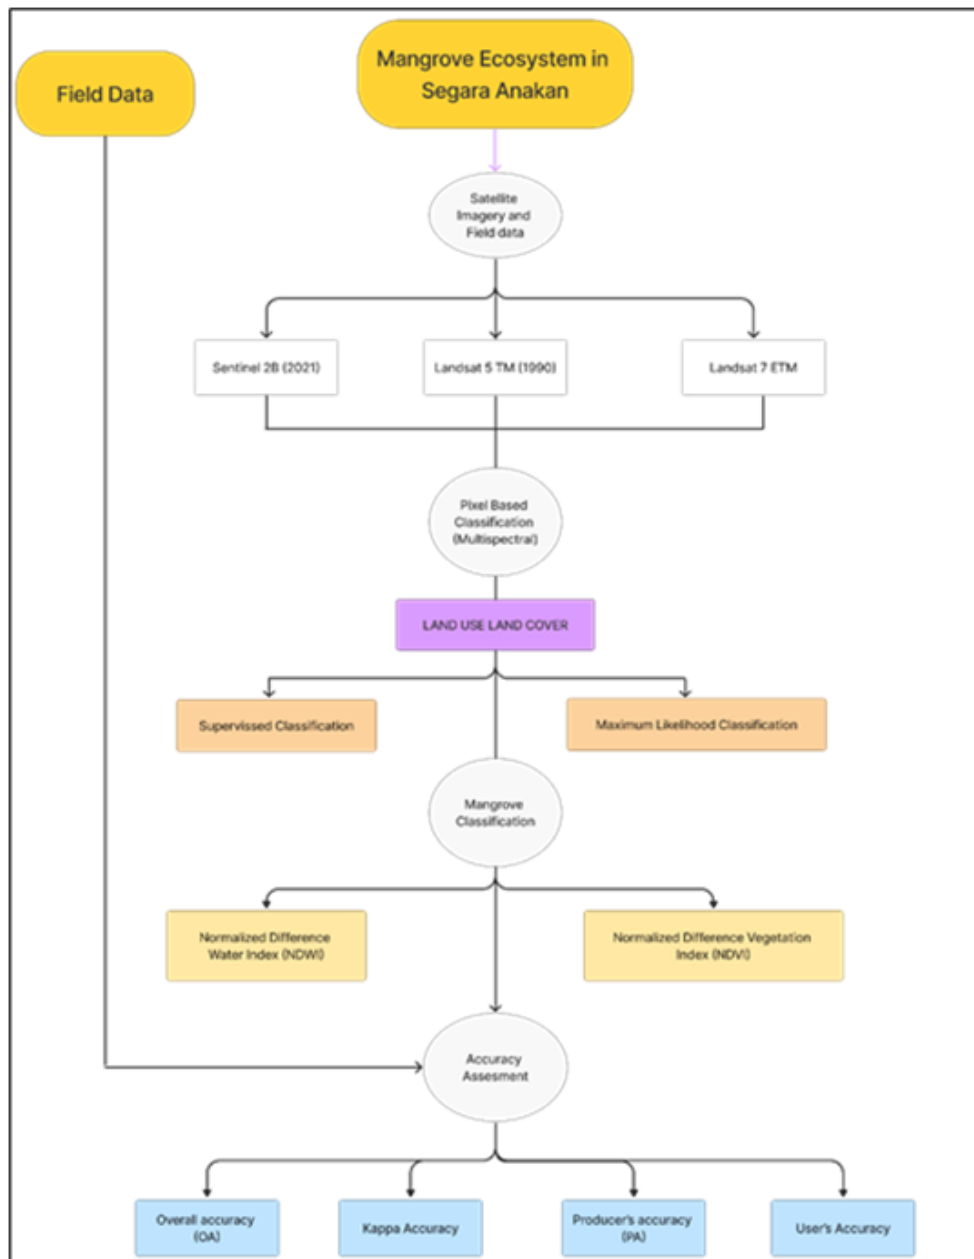 Mangrove Ecosystem in
Segara Anakan
Field Data
Satellite
Imagery and
Field data
Sentinel 2B (2021)
Landsat 5 TM (1990)
Landsat 7 ETM
Pixel Based
Classification
(Multispectral)
LAND USE LAND COVER
Supervissed Classification
Maximum Likelihood Classification
Mangrove
Classification
Normalized Difference
Water Index (NDWI)
Normalized Difference Vegetation
Index (NDVI)
Accuracy
Assesment
Overall accuracy
(OA)
Kappa Accuracy
Producer's accuracy
(PA)
User's Accuracy